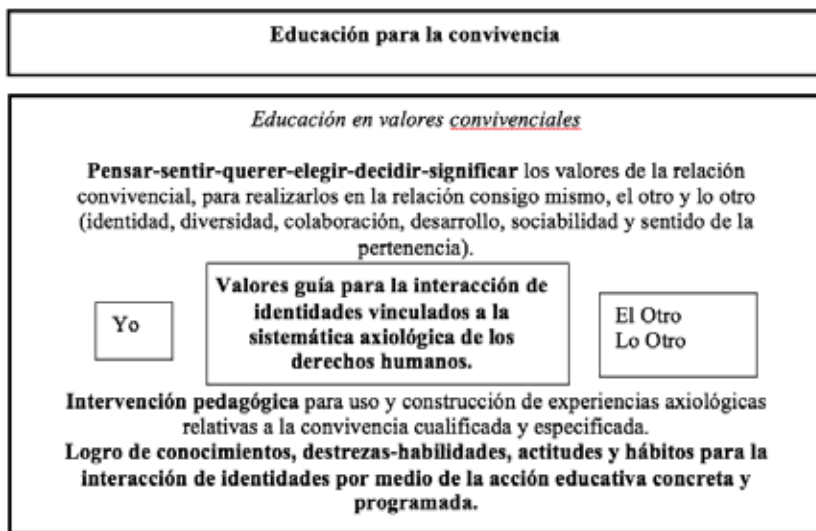 Educación para la convivencia
Educación en valores convivenciales
Pensar-sentir-querer-elegir-decidir-significar los valores de la relación
convivencial, para realizarlos en la relación consigo mismo, el otro y lo otro
(identidad, diversidad, colaboración, desarrollo, sociabilidad y sentido de la
pertenencia).
Yo
Valores guía para la interacción de
identidades vinculados a la
sistemática axiológica de los
derechos humanos.
El Otro
Lo Otro
Intervención pedagógica para uso y construcción de experiencias axiológicas
relativas a la convivencia cualificada y especificada.
Logro de conocimientos, destrezas-habilidades, actitudes y hábitos para la
interacción de identidades por medio de la acción educativa concreta y
programada.